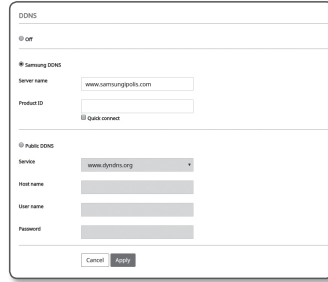 DDNS
Off
Samsung DDNS
Server name www.samsungipolis.com
Product ID
Quick connect
Public DDNS
Service www.dyndns.org
Host name
User name
Password
Cancel Apply